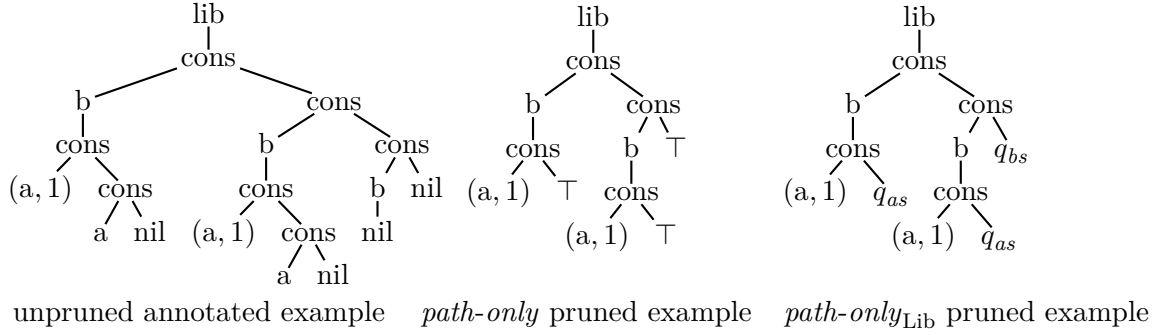 lib lib lib
cons cons cons
b cons b cons b cons
cons b cons cons b ⊤ cons b q_bs
(a, 1) cons cons b nil (a, 1) ⊤ cons (a, 1) q_as cons
a nil (a, 1) cons nil (a, 1) ⊤ (a, 1) q_as
a nil
unpruned annotated example path-only pruned example path-only_Lib pruned example